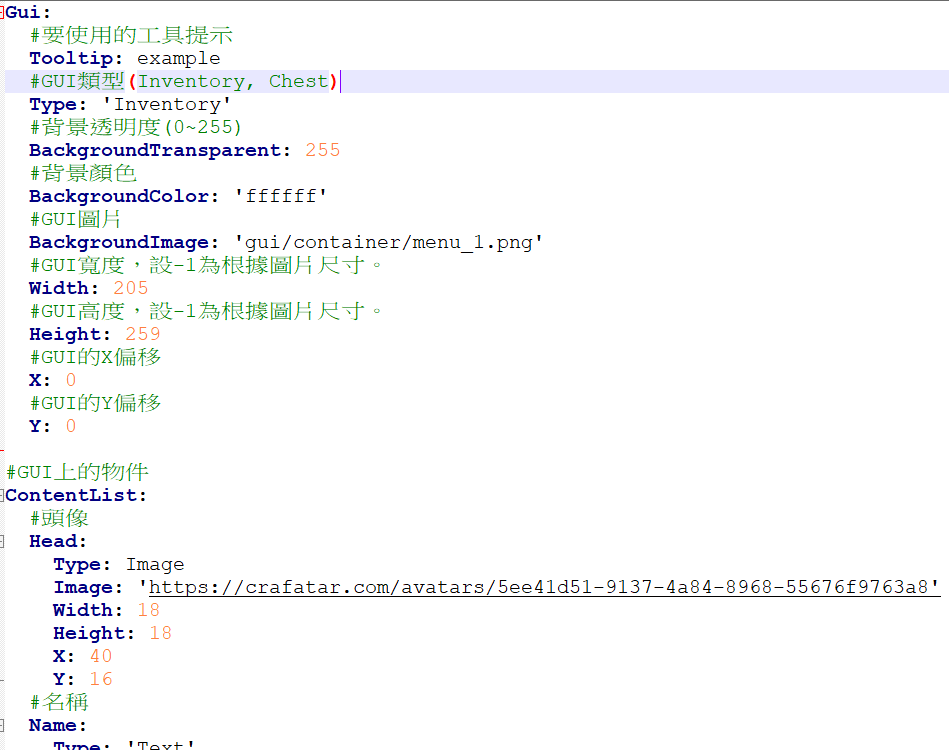 Gui:
  #要使用的工具提示
  Tooltip: example
  #GUI類型(Inventory, Chest)
  Type: 'Inventory'
  #背景透明度(0~255)
  BackgroundTransparent: 255
  #背景顏色
  BackgroundColor: 'ffffff'
  #GUI圖片
  BackgroundImage: 'gui/container/menu_1.png'
  #GUI寬度，設-1為根據圖片尺寸。
  Width: 205
  #GUI高度，設-1為根據圖片尺寸。
  Height: 259
  #GUI的X偏移
  X: 0
  #GUI的Y偏移
  Y: 0
#GUI上的物件
ContentList:
  #頭像
  Head:
    Type: Image
    Image: 'https://crafatar.com/avatars/5ee41d51-9137-4a84-8968-55676f9763a8'
    Width: 18
    Height: 18
    X: 40
    Y: 16
  #名稱
  Name:
    Type: 'Text'